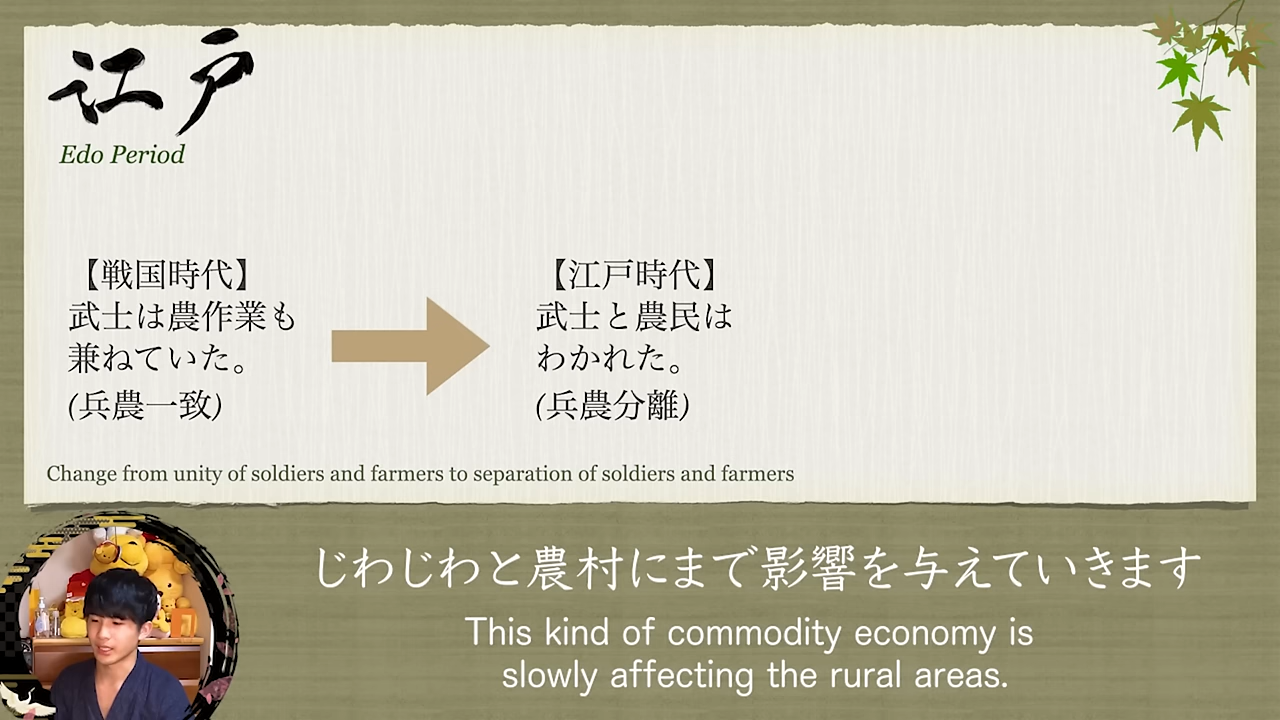 江戸
Edo Period
【戦国時代】
武士は農作業も
兼ねていた。
(兵農一致)
【江戸時代】
武士と農民は
わかれた。
(兵農分離)
Change from unity of soldiers and farmers to separation of soldiers and farmers
じわじわと農村にまで影響を与えていきます
This kind of commodity economy is
slowly affecting the rural areas.